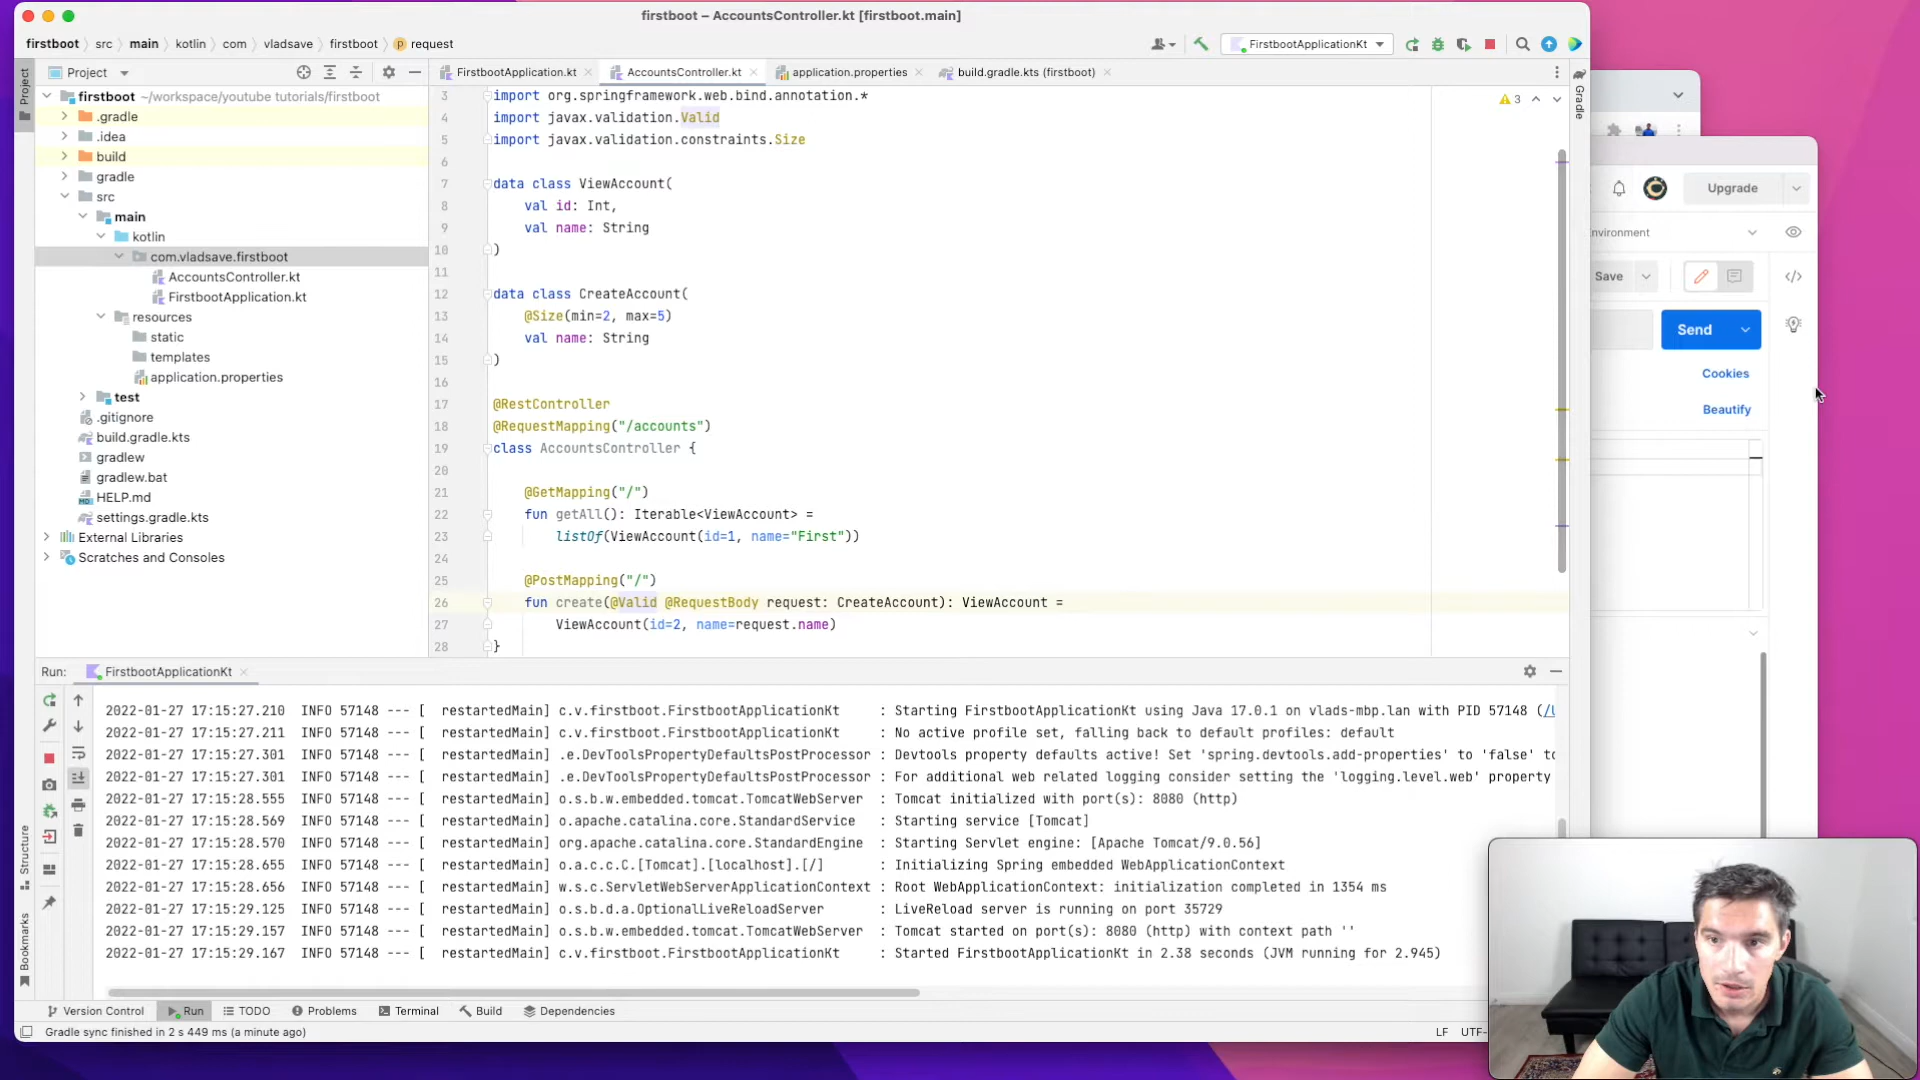 firstboot – AccountsController.kt [firstboot.main]
firstboot
src
main
kotlin
com
vladsave
firstboot
request
FirstbootApplicationKt
Project
Project
FirstbootApplication.kt
AccountsController.kt
application.properties
build.gradle.kts (firstboot)
Gradle
firstboot ~/workspace/youtube tutorials/firstboot
.gradle
.idea
build
gradle
src
main
kotlin
com.vladsave.firstboot
AccountsController.kt
FirstbootApplication.kt
resources
static
templates
application.properties
test
.gitignore
build.gradle.kts
gradlew
gradlew.bat
HELP.md
settings.gradle.kts
External Libraries
Scratches and Consoles
3
3 import org.springframework.web.bind.annotation.*
4 import javax.validation.Valid
5 import javax.validation.constraints.Size
6
7 data class ViewAccount(
8 val id: Int,
9 val name: String
10 )
11
12 data class CreateAccount(
13 @Size(min=2, max=5)
14 val name: String
15 )
16
17 @RestController
18 @RequestMapping("/accounts")
19 class AccountsController {
20
21 @GetMapping("/")
22 fun getAll(): Iterable<ViewAccount> =
23 listOf(ViewAccount(id=1, name="First"))
24
25 @PostMapping("/")
26 fun create(@Valid @RequestBody request: CreateAccount): ViewAccount =
27 ViewAccount(id=2, name=request.name)
28 }
Upgrade
nvironment
Save
Send
Cookies
Beautify
Run:
FirstbootApplicationKt
2022-01-27 17:15:27.210 INFO 57148 --- [ restartedMain] c.v.firstboot.FirstbootApplicationKt : Starting FirstbootApplicationKt using Java 17.0.1 on vlads-mbp.lan with PID 57148 (/U
2022-01-27 17:15:27.211 INFO 57148 --- [ restartedMain] c.v.firstboot.FirstbootApplicationKt : No active profile set, falling back to default profiles: default
2022-01-27 17:15:27.301 INFO 57148 --- [ restartedMain] .e.DevToolsPropertyDefaultsPostProcessor : Devtools property defaults active! Set 'spring.devtools.add-properties' to 'false' to
2022-01-27 17:15:27.301 INFO 57148 --- [ restartedMain] .e.DevToolsPropertyDefaultsPostProcessor : For additional web related logging consider setting the 'logging.level.web' property
2022-01-27 17:15:28.555 INFO 57148 --- [ restartedMain] o.s.b.w.embedded.tomcat.TomcatWebServer : Tomcat initialized with port(s): 8080 (http)
2022-01-27 17:15:28.569 INFO 57148 --- [ restartedMain] o.apache.catalina.core.StandardService : Starting service [Tomcat]
2022-01-27 17:15:28.570 INFO 57148 --- [ restartedMain] org.apache.catalina.core.StandardEngine : Starting Servlet engine: [Apache Tomcat/9.0.56]
2022-01-27 17:15:28.655 INFO 57148 --- [ restartedMain] o.a.c.c.C.[Tomcat].[localhost].[/] : Initializing Spring embedded WebApplicationContext
2022-01-27 17:15:28.656 INFO 57148 --- [ restartedMain] w.s.c.ServletWebServerApplicationContext : Root WebApplicationContext: initialization completed in 1354 ms
2022-01-27 17:15:29.125 INFO 57148 --- [ restartedMain] o.s.b.d.a.OptionalLiveReloadServer : LiveReload server is running on port 35729
2022-01-27 17:15:29.157 INFO 57148 --- [ restartedMain] o.s.b.w.embedded.tomcat.TomcatWebServer : Tomcat started on port(s): 8080 (http) with context path ''
2022-01-27 17:15:29.167 INFO 57148 --- [ restartedMain] c.v.firstboot.FirstbootApplicationKt : Started FirstbootApplicationKt in 2.38 seconds (JVM running for 2.945)
Structure
Bookmarks
Version Control
Run
TODO
Problems
Terminal
Build
Dependencies
Gradle sync finished in 2 s 449 ms (a minute ago)
LF
UTF-